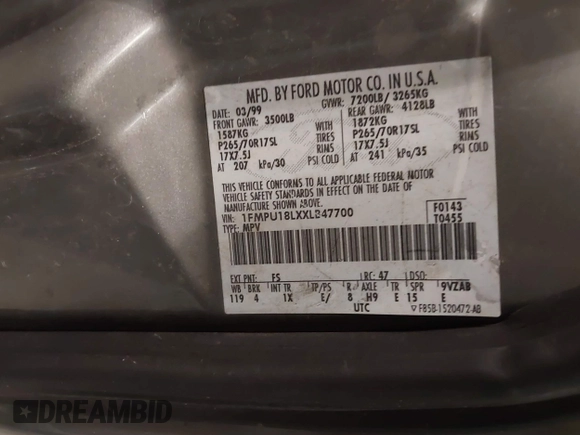 MFD. BY FORD MOTOR CO. IN U.S.A.
DATE: 03/99 GVWR: 7200LB/ 3265KG
FRONT GAWR: 3500LB REAR GAWR: 4128LB
1587KG WITH 1872KG WITH
P265/70R17SL TIRES P265/70R17SL TIRES
17X7.5J RIMS 17X7.5J RIMS
AT 207 kPa/30 PSI COLD AT 241 kPa/35 PSI COLD
THIS VEHICLE CONFORMS TO ALL APPLICABLE FEDERAL MOTOR
VEHICLE SAFETY STANDARDS IN EFFECT ON THE DATE OF
MANUFACTURE SHOWN ABOVE.
VIN: 1FMPU18LXXLB47700 F0143
TYPE: MPV T0455
EXT PNT: FS RC: 47 DSO:
WB BRK INT TR TP/PS R AXLE TR SPR 9VZAB
119 4 1X E/ 8 H9 E 15 E
UTC F85B-1520472-AB
DREAMBID